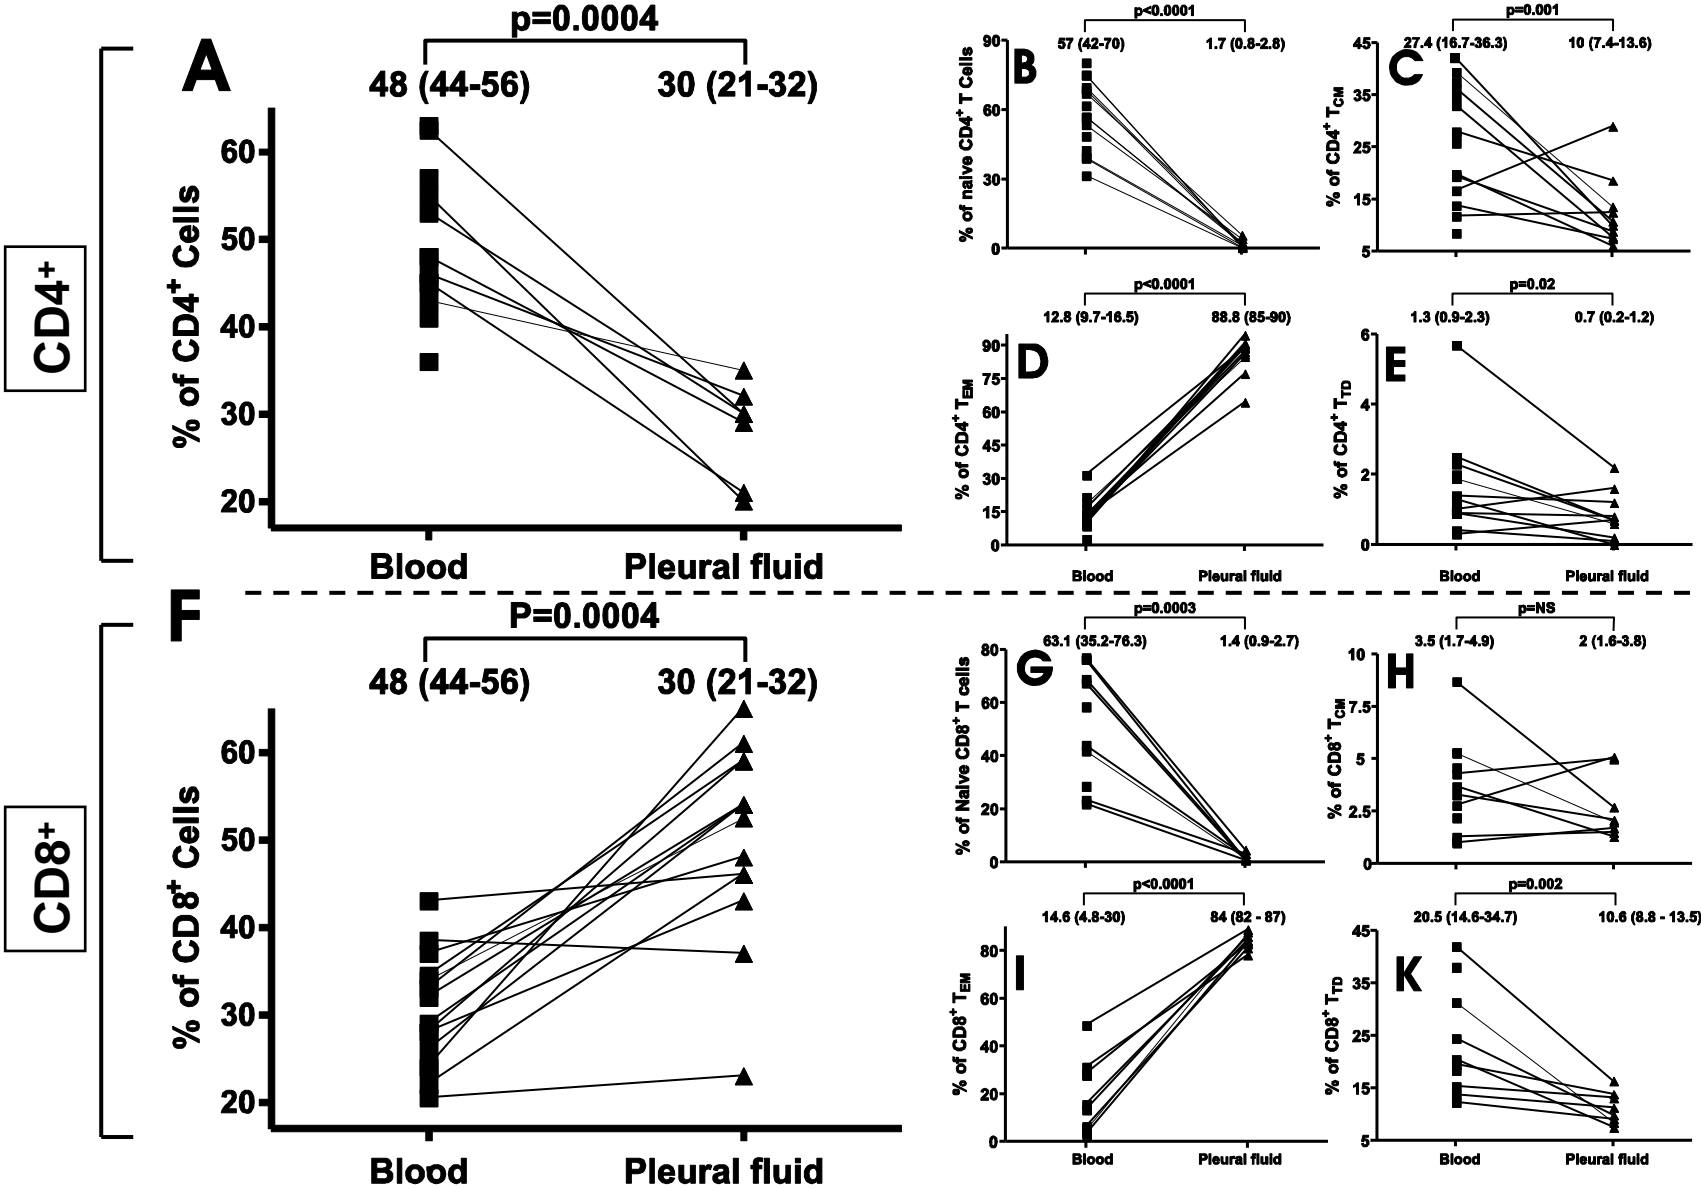 CD4+
A
p=0.0004
48 (44-56) 30 (21-32)
% of CD4+ Cells
60
50
40
30
20
Blood Pleural fluid
B
p<0.0001
57 (42-70) 1.7 (0.8-2.8)
% of naive CD4+ T Cells
90
60
30
0
C
p=0.001
27.4 (16.7-36.3) 10 (7.4-13.6)
% of CD4+ TCM
45
35
25
15
5
D
p<0.0001
12.8 (9.7-16.5) 88.8 (85-90)
% of CD4+ TEM
90
75
60
45
30
15
0
Blood Pleural fluid
E
p=0.02
1.3 (0.9-2.3) 0.7 (0.2-1.2)
% of CD4+ TTD
6
4
2
0
Blood Pleural fluid
CD8+
F
P=0.0004
48 (44-56) 30 (21-32)
% of CD8+ Cells
60
50
40
30
20
Blood Pleural fluid
G
p=0.0003
63.1 (35.2-76.3) 1.4 (0.9-2.7)
% of Naive CD8+ T cells
80
60
40
20
0
H
p=NS
3.5 (1.7-4.9) 2 (1.6-3.8)
% of CD8+ TCM
10
7.5
5
2.5
0
I
p<0.0001
14.6 (4.8-30) 84 (82 - 87)
% of CD8+ TEM
80
60
40
20
0
Blood Pleural fluid
K
p=0.002
20.5 (14.6-34.7) 10.6 (8.8 - 13.5)
% of CD8+ TTD
45
35
25
15
5
Blood Pleural fluid